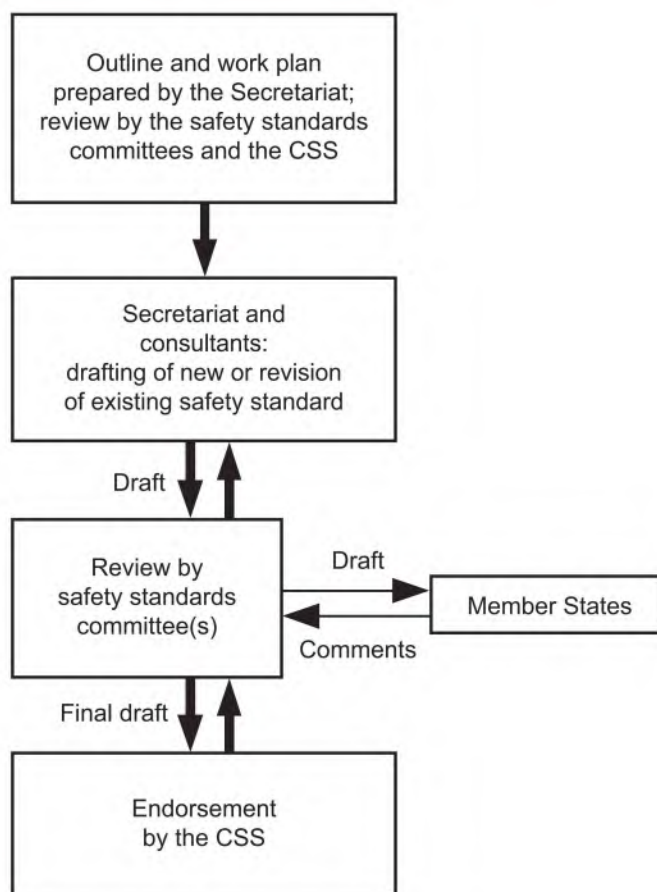 Outline and work plan
prepared by the Secretariat;
review by the safety standards
committees and the CSS
Secretariat and
consultants:
drafting of new or revision
of existing safety standard
Draft
Review by
safety standards
committee(s)
Draft
Member States
Comments
Final draft
Endorsement
by the CSS